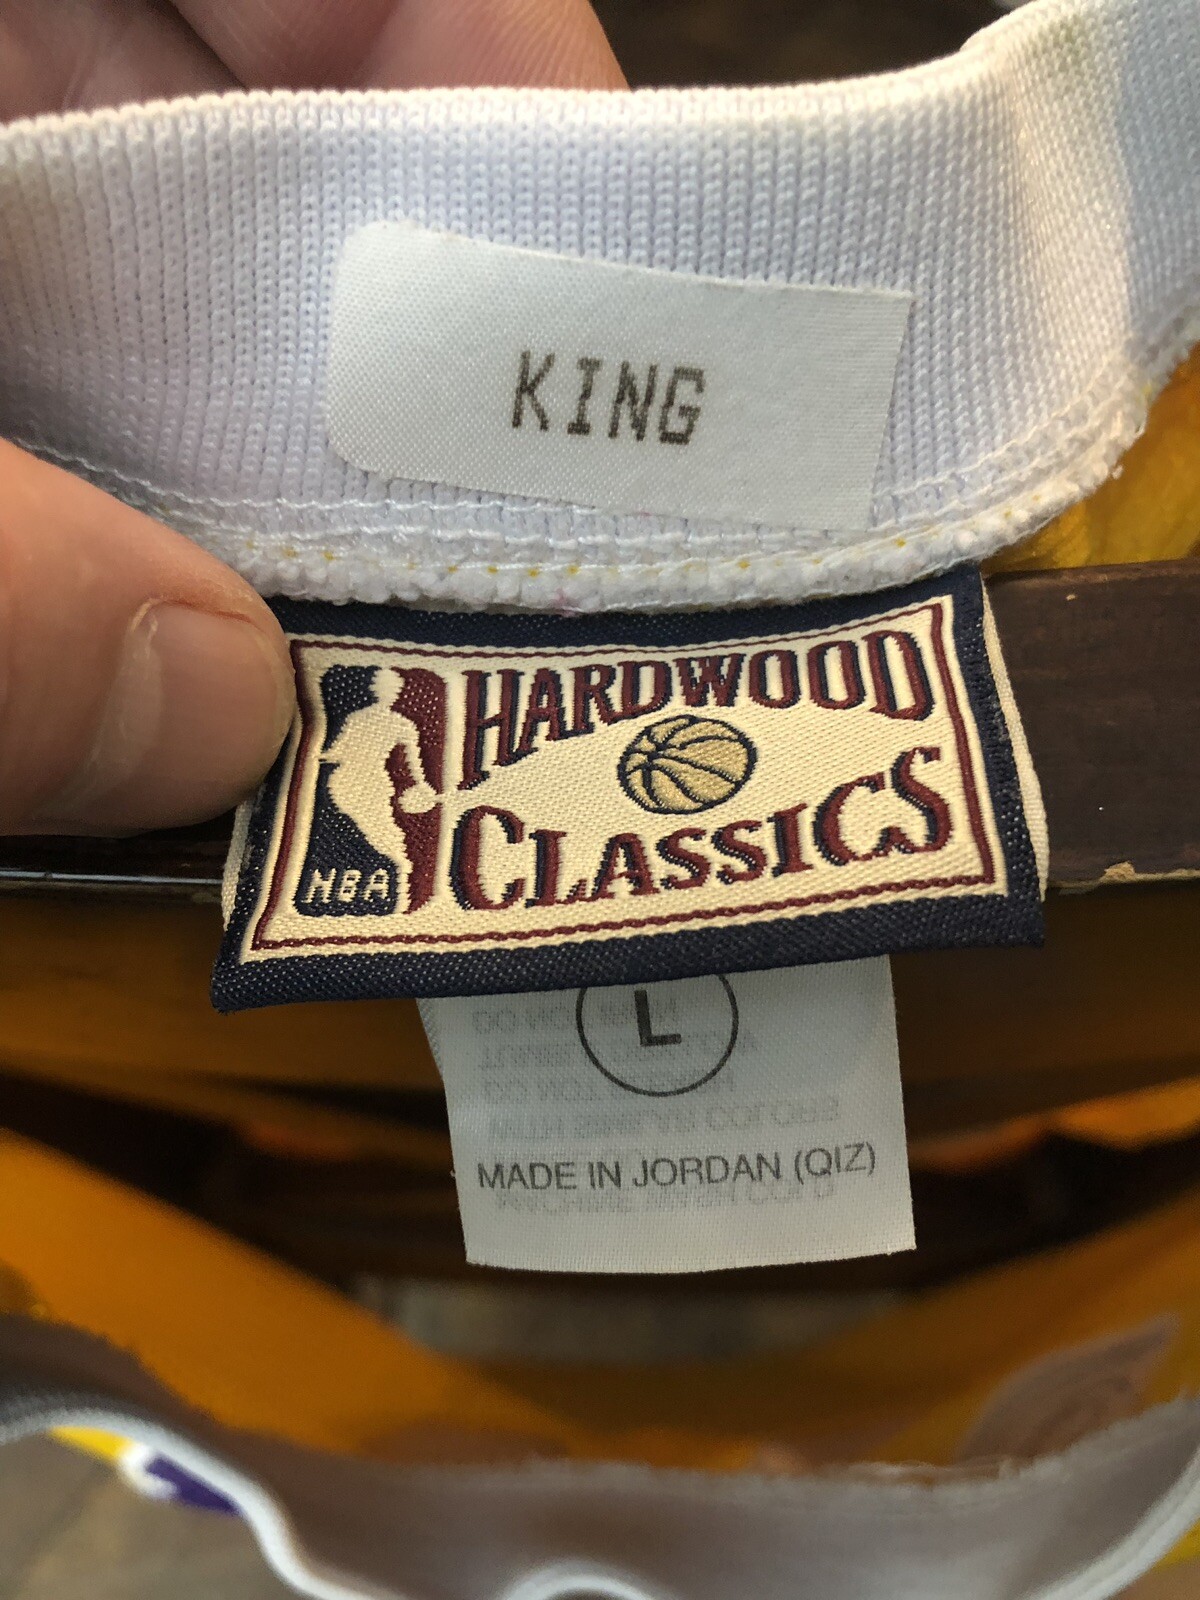 KING
HARDWOOD
CLASSICS
NBA
L
MADE IN JORDAN (QIZ)